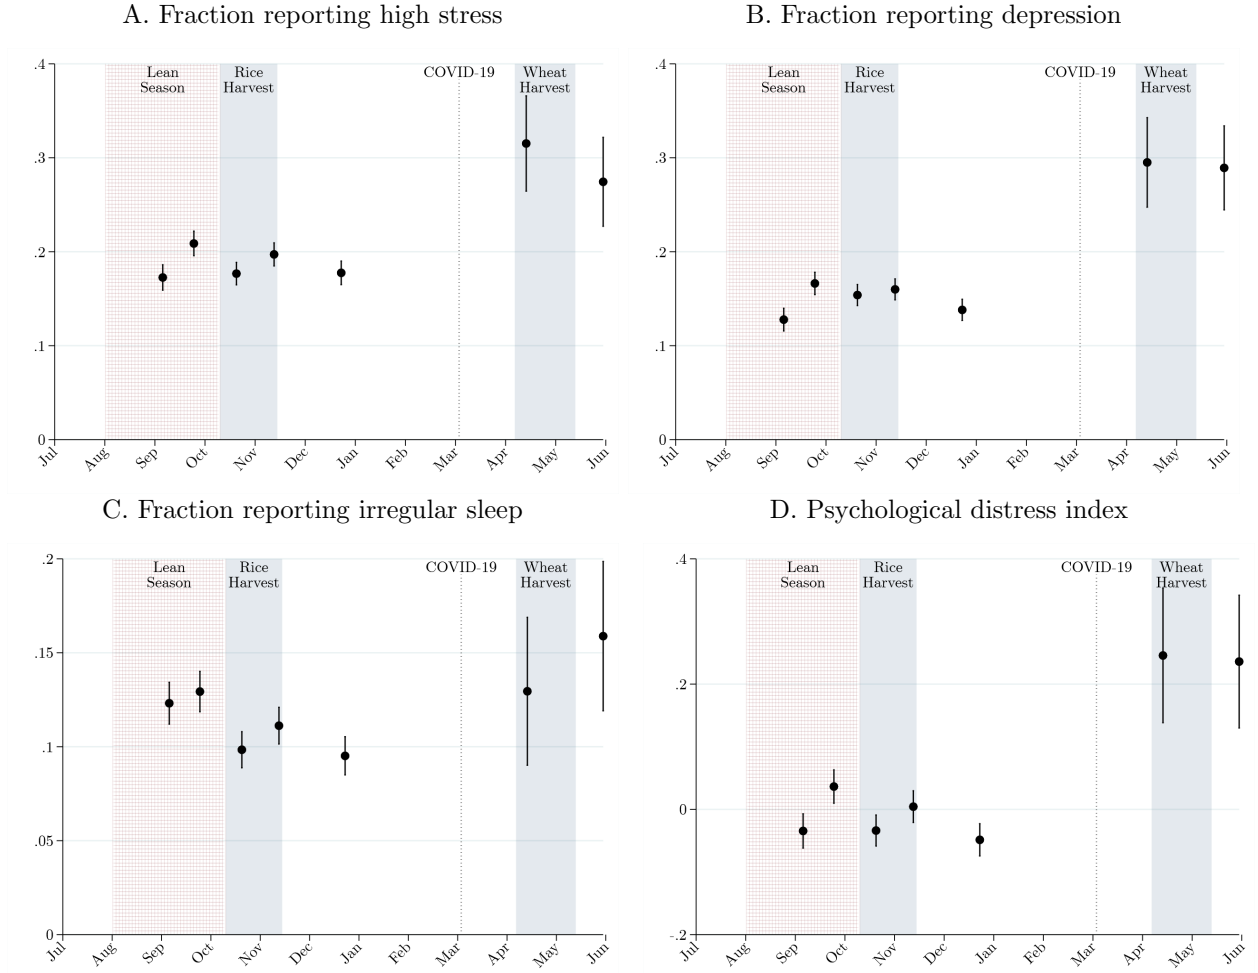 A. Fraction reporting high stress
.4
.3
.2
.1
0
Lean
Season
Rice
Harvest
COVID-19
Wheat
Harvest
Jul Aug Sep Oct Nov Dec Jan Feb Mar Apr May Jun
B. Fraction reporting depression
.4
.3
.2
.1
0
Lean
Season
Rice
Harvest
COVID-19
Wheat
Harvest
Jul Aug Sep Oct Nov Dec Jan Feb Mar Apr May Jun
C. Fraction reporting irregular sleep
.2
.15
.1
.05
0
Lean
Season
Rice
Harvest
COVID-19
Wheat
Harvest
Jul Aug Sep Oct Nov Dec Jan Feb Mar Apr May Jun
D. Psychological distress index
.4
.2
0
-.2
Lean
Season
Rice
Harvest
COVID-19
Wheat
Harvest
Jul Aug Sep Oct Nov Dec Jan Feb Mar Apr May Jun